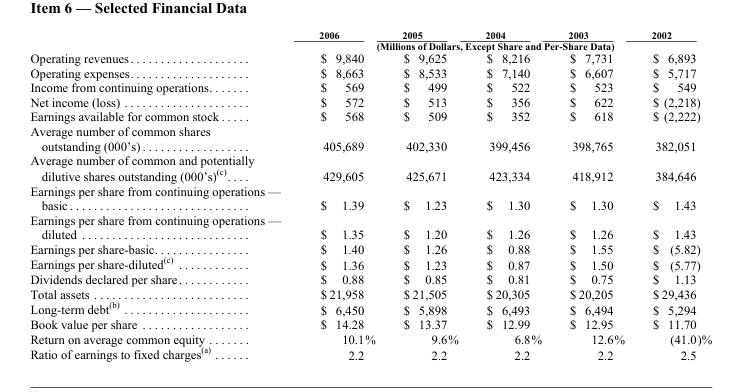 Item 6 — Selected Financial Data
2006 2005 2004 2003 2002
(Millions of Dollars, Except Share and Per-Share Data)
Operating revenues..................... $ 9,840 $ 9,625 $ 8,216 $ 7,731 $ 6,893
Operating expenses..................... $ 8,663 $ 8,533 $ 7,140 $ 6,607 $ 5,717
Income from continuing operations....... $ 569 $ 499 $ 522 $ 523 $ 549
Net income (loss)...................... $ 572 $ 513 $ 356 $ 622 $ (2,218)
Earnings available for common stock..... $ 568 $ 509 $ 352 $ 618 $ (2,222)
Average number of common shares
outstanding (000's).................... 405,689 402,330 399,456 398,765 382,051
Average number of common and potentially
dilutive shares outstanding (000's)(c).... 429,605 425,671 423,334 418,912 384,646
Earnings per share from continuing operations —
basic.............................. $ 1.39 $ 1.23 $ 1.30 $ 1.30 $ 1.43
Earnings per share from continuing operations —
diluted............................. $ 1.35 $ 1.20 $ 1.26 $ 1.26 $ 1.43
Earnings per share-basic................. $ 1.40 $ 1.26 $ 0.88 $ 1.55 $ (5.82)
Earnings per share-diluted(c)............. $ 1.36 $ 1.23 $ 0.87 $ 1.50 $ (5.77)
Dividends declared per share............. $ 0.88 $ 0.85 $ 0.81 $ 0.75 $ 1.13
Total assets........................... $ 21,958 $ 21,505 $ 20,305 $ 20,205 $ 29,436
Long-term debt(b)...................... $ 6,450 $ 5,898 $ 6,493 $ 6,494 $ 5,294
Book value per share................... $ 14.28 $ 13.37 $ 12.99 $ 12.95 $ 11.70
Return on average common equity........ 10.1% 9.6% 6.8% 12.6% (41.0)%
Ratio of earnings to fixed charges(a)...... 2.2 2.2 2.2 2.2 2.5